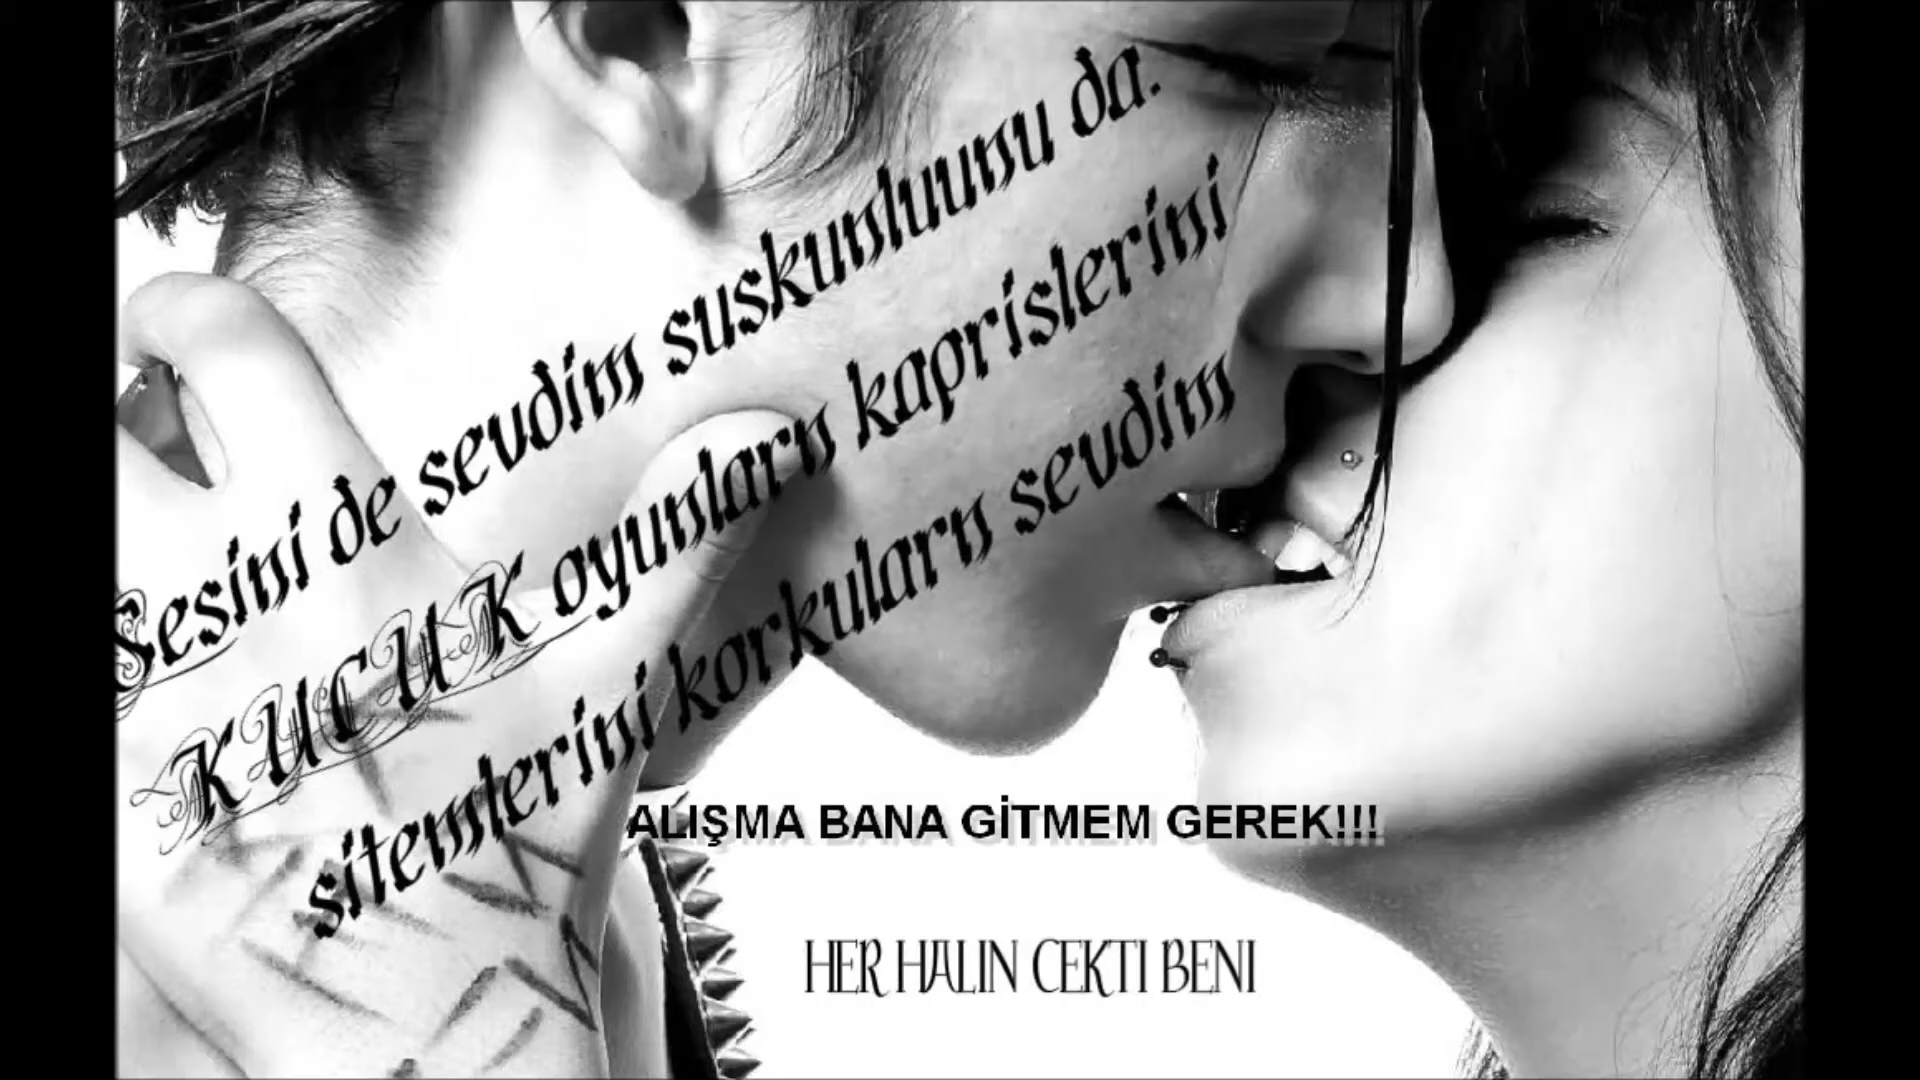 Sesini de sevdim suskunluunu da.
KUCUK oyunların kaprislerini
sitemlerini korkuların sevdim
ALIŞMA BANA GİTMEM GEREK!!!
HER HALIN CEKTI BENI